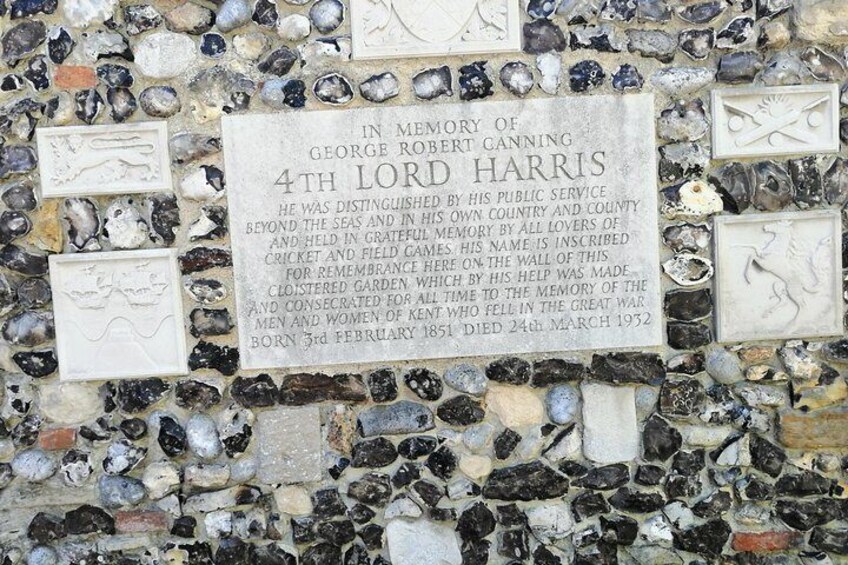 IN MEMORY OF
GEORGE ROBERT CANNING
4TH LORD HARRIS
HE WAS DISTINGUISHED BY HIS PUBLIC SERVICE
BEYOND THE SEAS AND IN HIS OWN COUNTRY AND COUNTY
AND HELD IN GRATEFUL MEMORY BY ALL LOVERS OF
CRICKET AND FIELD GAMES. HIS NAME IS INSCRIBED
FOR REMEMBRANCE HERE ON THE WALL OF THIS
CLOISTERED GARDEN WHICH BY HIS HELP WAS MADE
AND CONSECRATED FOR ALL TIME TO THE MEMORY OF THE
MEN AND WOMEN OF KENT WHO FELL IN THE GREAT WAR
BORN 3rd FEBRUARY 1851 DIED 24th MARCH 1932